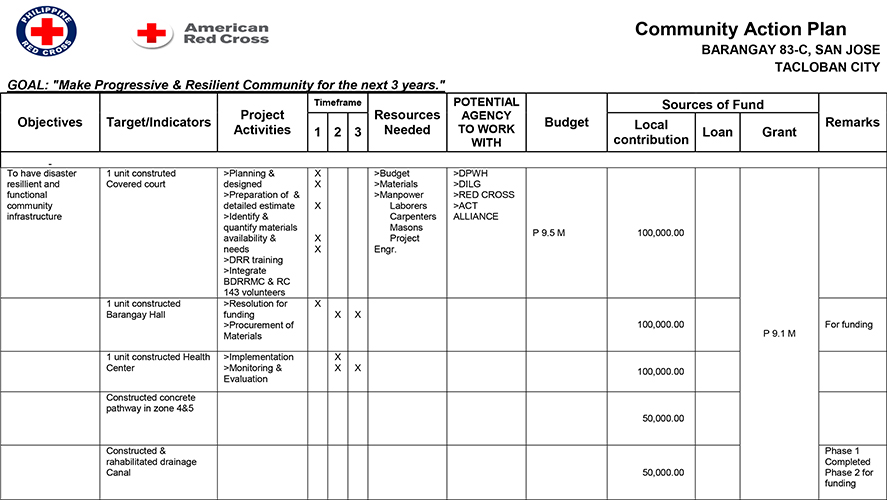 PHILIPPINE
RED CROSS
American
Red Cross
Community Action Plan
BARANGAY 83-C, SAN JOSE
TACLOBAN CITY
GOAL: "Make Progressive & Resilient Community for the next 3 years."
Objectives
Target/Indicators
Project
Activities
Timeframe
1 2 3
Resources
Needed
POTENTIAL
AGENCY
TO WORK
WITH
Budget
Sources of Fund
Local
contribution
Loan
Grant
Remarks
-
To have disaster
resillient and
functional
community
infrastructure
1 unit construted
Covered court
>Planning &
designed
>Preparation of &
detailed estimate
>Identify &
quantify materials
availability &
needs
>DRR training
>Integrate
BDRRMC & RC
143 volunteers
X
X
X
X
X
>Budget
>Materials
>Manpower
Laborers
Carpenters
Masons
Project
Engr.
>DPWH
>DILG
>RED CROSS
>ACT
ALLIANCE
P 9.5 M
100,000.00
P 9.1 M
1 unit constructed
Barangay Hall
>Resolution for
funding
>Procurement of
Materials
X
X X
100,000.00
For funding
1 unit constructed Health
Center
>Implementation
>Monitoring &
Evaluation
X
X X
100,000.00
Constructed concrete
pathway in zone 4&5
50,000.00
Constructed &
rahabilitated drainage
Canal
50,000.00
Phase 1
Completed
Phase 2 for
funding